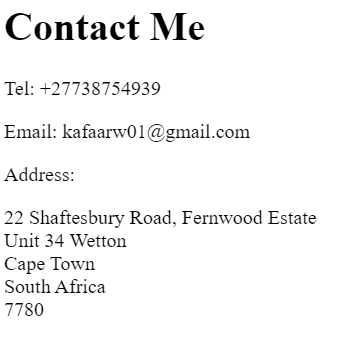 Contact Me
Tel: +27738754939
Email: kafaarw01@gmail.com
Address:
22 Shaftesbury Road, Fernwood Estate
Unit 34 Wetton
Cape Town
South Africa
7780